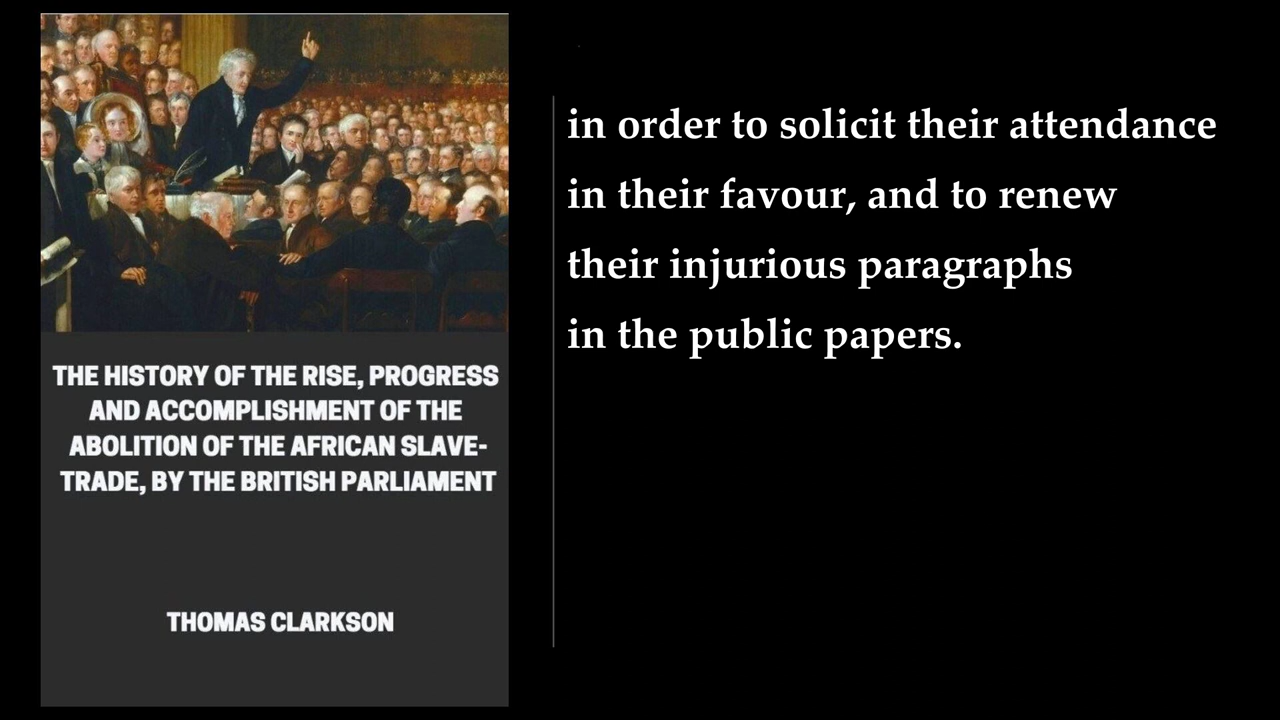 THE HISTORY OF THE RISE, PROGRESS
AND ACCOMPLISHMENT OF THE
ABOLITION OF THE AFRICAN SLAVE-
TRADE, BY THE BRITISH PARLIAMENT
THOMAS CLARKSON
in order to solicit their attendance
in their favour, and to renew
their injurious paragraphs
in the public papers.